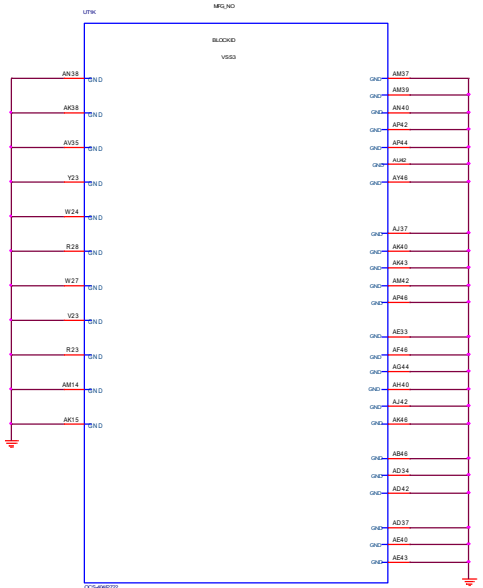 MFG_NO
UT1K
BLOCKID
VSS3
AN38 GND GND AM37
GND AM39
AK38 GND GND AN40
GND AP42
AV35 GND GND AP44
GND AU42
Y23 GND GND AY46
W24 GND
GND AJ37
R28 GND GND AK40
GND AK43
W27 GND GND AM42
GND AP46
V23 GND
GND AE33
R23 GND GND AF46
GND AG44
AM14 GND GND AH40
GND AJ42
AK15 GND GND AK46
GND AB46
GND AD34
GND AD42
GND AD37
GND AE40
GND AE43